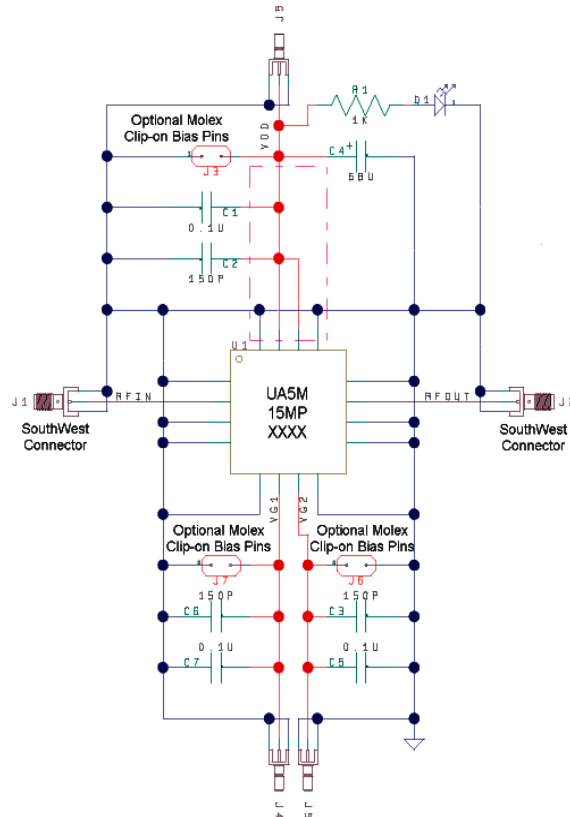 Optional Molex
Clip-on Bias Pins
J3
VDD
R1
1K
D1
C4
+
68U
C1
0.1U
C2
150P
U1
UA5M
15MP
XXXX
J1
RFIN
SouthWest
Connector
RFOUT
SouthWest
Connector
VG1
VG2
Optional Molex
Clip-on Bias Pins
J7
Optional Molex
Clip-on Bias Pins
J6
C6
150P
C7
0.1U
C3
150P
C5
0.1U
J4